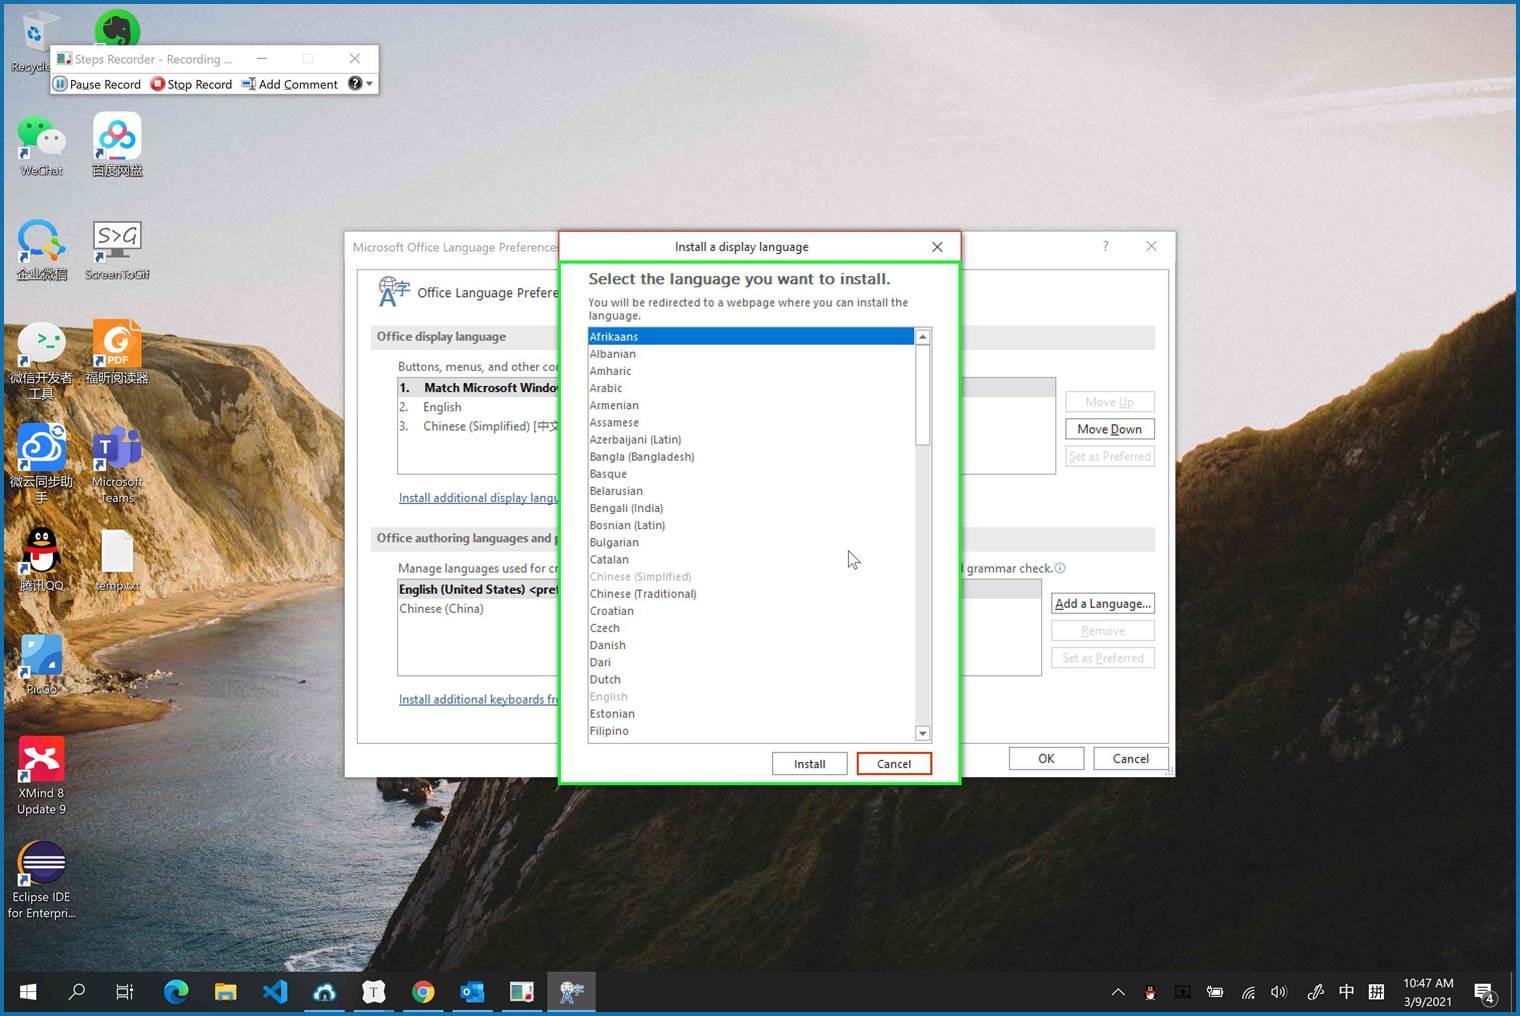 Recycle
Steps Recorder - Recording ...
Pause Record
Stop Record
Add Comment
WeChat
百度网盘
企业微信
S>G
ScreenToGif
微信开发者
工具
PDF
福昕阅读器
微云同步助
手
Microsoft
Teams
腾讯QQ
temp.txt
PicGo
XMind 8
Update 9
Eclipse IDE
for Enterpri...
Microsoft Office Language Preferences
Office Language Prefere
Office display language
Buttons, menus, and other cor
1. Match Microsoft Windo
2. English
3. Chinese (Simplified) [中文
Move Up
Move Down
Set as Preferred
Install additional display langu
Office authoring languages and p
Manage languages used for cr
grammar check.
English (United States) <pref
Chinese (China)
Add a Language...
Remove
Set as Preferred
Install additional keyboards fr
OK
Cancel
Install a display language
Select the language you want to install.
You will be redirected to a webpage where you can install the
language.
Afrikaans
Albanian
Amharic
Arabic
Armenian
Assamese
Azerbaijani (Latin)
Bangla (Bangladesh)
Basque
Belarusian
Bengali (India)
Bosnian (Latin)
Bulgarian
Catalan
Chinese (Simplified)
Chinese (Traditional)
Croatian
Czech
Danish
Dari
Dutch
English
Estonian
Filipino
Install
Cancel
中
拼
10:47 AM
3/9/2021
4